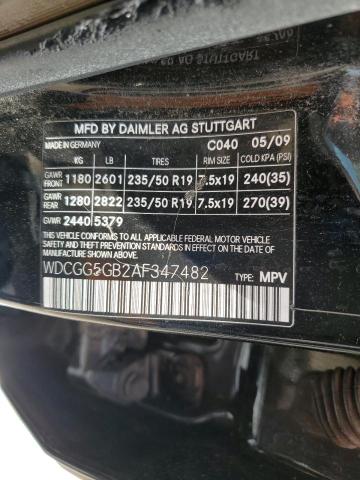 MFD BY DAIMLER AG STUTTGART
MADE IN GERMANY C040 05/09
KG LB TIRES RIM SIZE COLD KPA (PSI)
GAWR FRONT 1180 2601 235/50 R19 7.5x19 240(35)
GAWR REAR 1280 2822 235/50 R19 7.5x19 270(39)
GVWR 2440 5379
THIS VEHICLE CONFORMS TO ALL APPLICABLE
U.S. FEDERAL MOTOR VEHICLE SAFETY STANDARDS
IN EFFECT ON THE DATE OF MANUFACTURE SHOWN ABOVE
WDCGG5GB2AF347482 TYPE: MPV